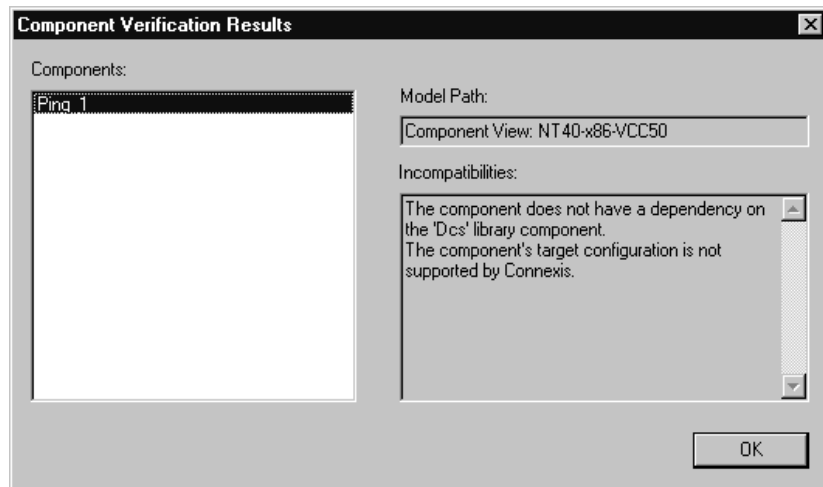 Component Verification Results
Components:
Ping_1
Model Path:
Component View: NT40-x86-VCC50
Incompatibilities:
The component does not have a dependency on
the 'Dcs' library component.
The component's target configuration is not
supported by Connexis.
OK